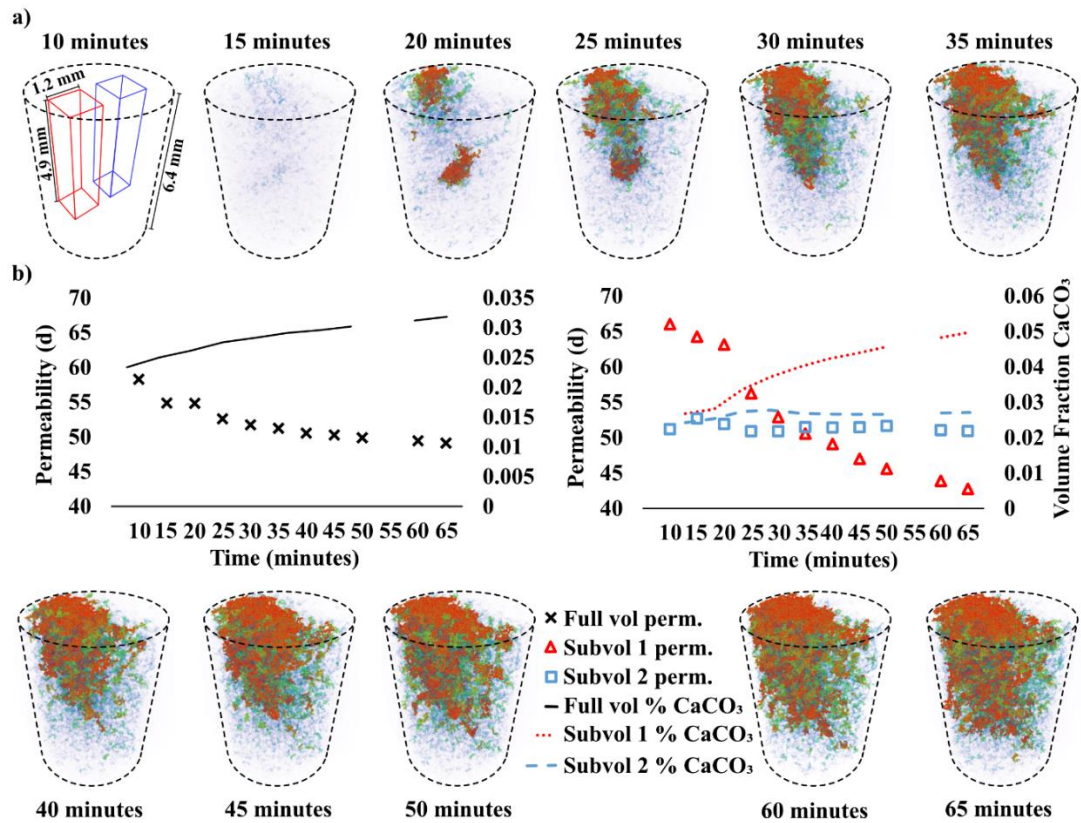 a)
10 minutes
15 minutes
20 minutes
25 minutes
30 minutes
35 minutes
1.2 mm
4.9 mm
6.4 mm
b)
Permeability (d)
70
65
60
55
50
45
40
0.035
0.03
0.025
0.02
0.015
0.01
0.005
0
10 15 20 25 30 35 40 45 50 55 60 65
Time (minutes)
Permeability (d)
70
65
60
55
50
45
40
0.06
0.05
0.04
0.03
0.02
0.01
0
Volume Fraction CaCO₃
10 15 20 25 30 35 40 45 50 55 60 65
Time (minutes)
Full vol perm.
Subvol 1 perm.
Subvol 2 perm.
Full vol % CaCO₃
Subvol 1 % CaCO₃
Subvol 2 % CaCO₃
40 minutes
45 minutes
50 minutes
60 minutes
65 minutes